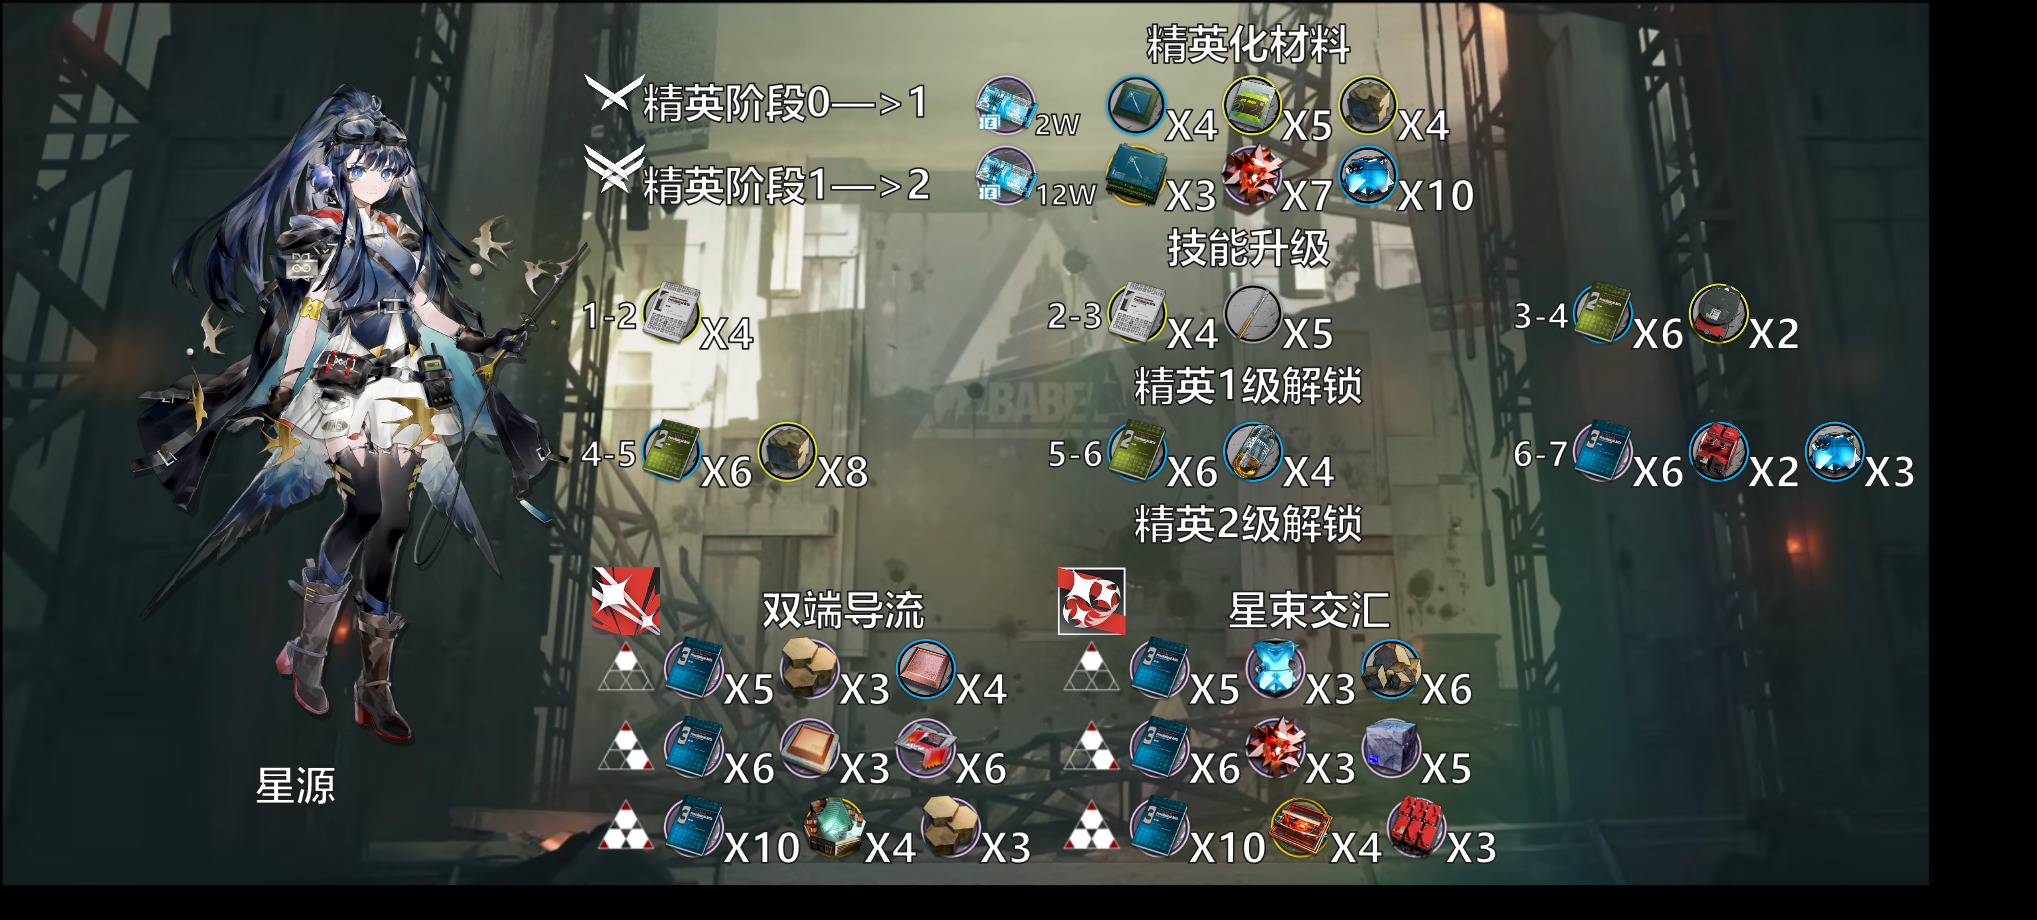 精英化材料
精英阶段0—>1 2W X4 X5 X4
精英阶段1—>2 12W X3 X7 X10
技能升级
1-2 X4 2-3 X4 X5 3-4 X6 X2
BABEL
精英1级解锁
4-5 X6 X8 5-6 X6 X4 6-7 X6 X2 X3
精英2级解锁
双端导流 星束交汇
X5 X3 X4 X5 X3 X6
X6 X3 X6 X6 X3 X5
X10 X4 X3 X10 X4 X3
星源